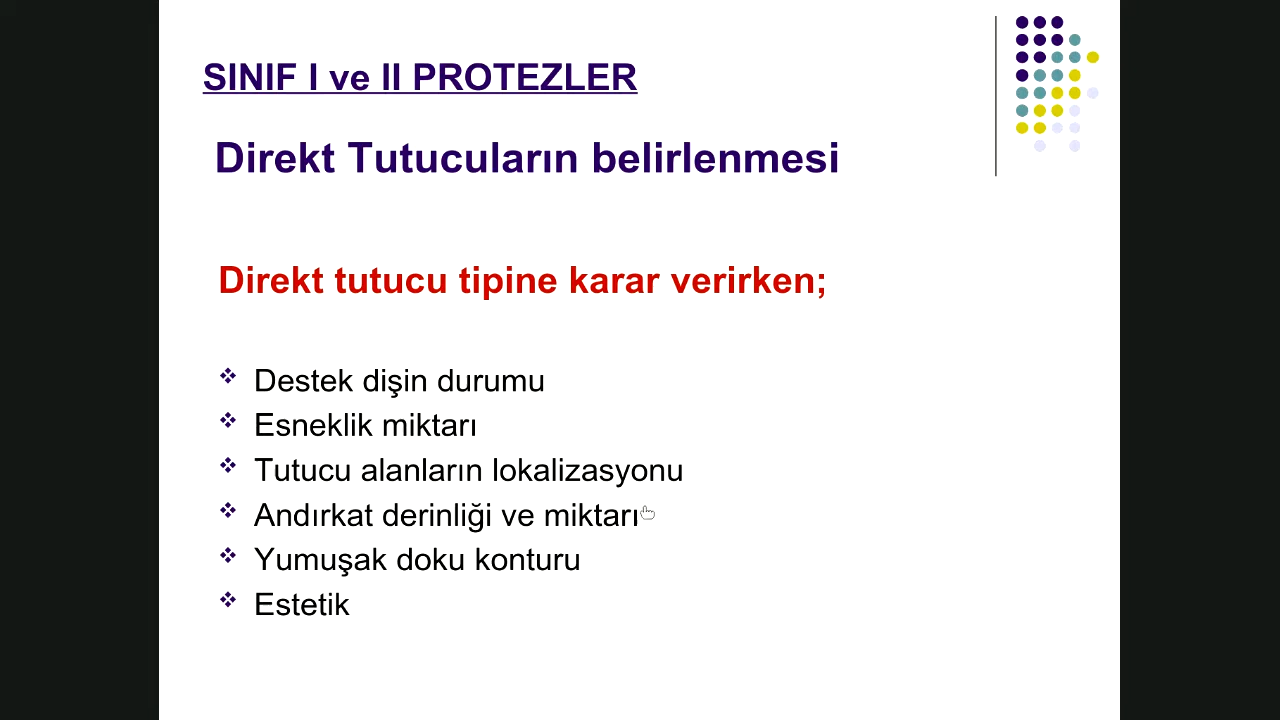 SINIF I ve II PROTEZLER
Direkt Tutucuların belirlenmesi
Direkt tutucu tipine karar verirken;
Destek dişin durumu
Esneklik miktarı
Tutucu alanların lokalizasyonu
Andırkat derinliği ve miktarı
Yumuşak doku konturu
Estetik